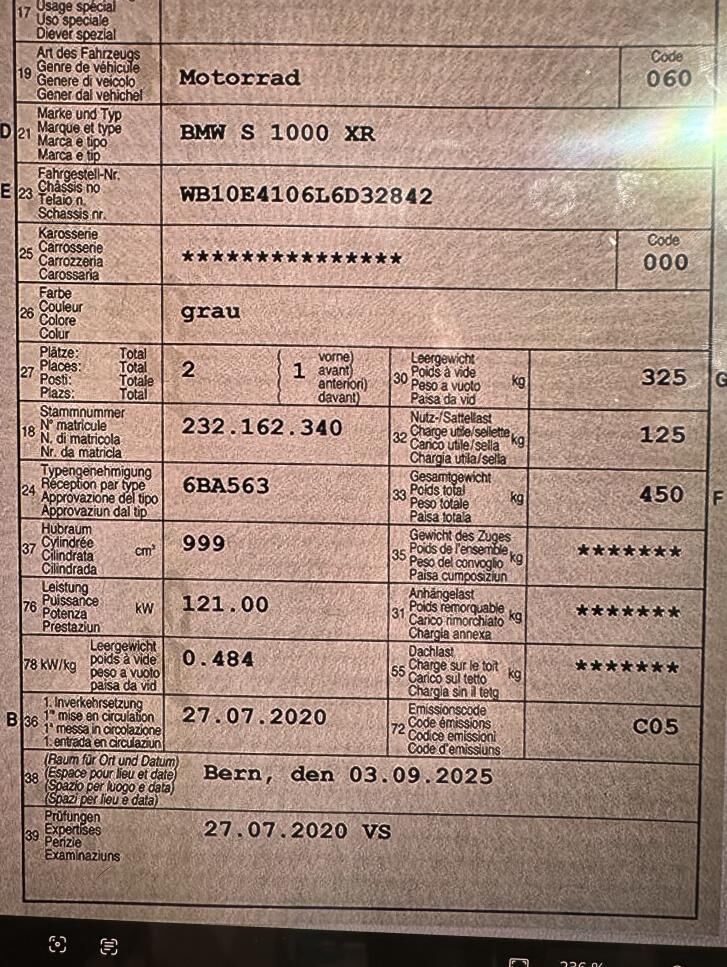 17 Usage spécial
Uso speciale
Diever spezial
19 Art des Fahrzeugs
Genre de véhicule
Genere di veicolo
Gener dal vehichel
Motorrad
Code
060
D 21 Marke und Typ
Marque et type
Marca e tipo
Marca e tip
BMW S 1000 XR
E 23 Fahrgestell-Nr.
Châssis no
Telaio n.
Schassis nr.
WB10E4106L6D32842
25 Karosserie
Carrosserie
Carrozzeria
Carossaria
***************
Code
000
26 Farbe
Couleur
Colore
Colur
grau
27 Plätze: Total
Places: Total
Posti: Totale
Plazs: Total
2
1
vorne)
avant)
anteriori)
davant)
30 Leergewicht
Poids à vide
Peso a vuoto
Paisa da vid
kg
325 G
18 Stammnummer
N° matricule
N. di matricola
Nr. da matricla
232.162.340
32 Nutz-/Sattellast
Charge utile/sellette
Carico utile/sella
Chargia utila/sella
kg
125
24 Typengenehmigung
Réception par type
Approvazione del tipo
Approvaziun dal tip
6BA563
33 Gesamtgewicht
Poids total
Peso totale
Paisa totala
kg
450 F
37 Hubraum
Cylindrée
Cilindrata
Cilindrada
cm³
999
35 Gewicht des Zuges
Poids de l'ensemble
Peso del convoglio
Paisa cumposiziun
kg
*******
76 Leistung
Puissance
Potenza
Prestaziun
kW
121.00
31 Anhängelast
Poids remorquable
Carico rimorchiato
Chargia annexa
kg
*******
78 kW/kg
Leergewicht
poids à vide
peso a vuoto
paisa da vid
0.484
55 Dachlast
Charge sur le toit
Carico sul tetto
Chargia sin il tetg
kg
*******
B 36 1. Inverkehrsetzung
1re mise en circulation
1a messa in circolazione
1. entrada en circulaziun
27.07.2020
72 Emissionscode
Code émissions
Codice emissioni
Code d'emissiuns
C05
38 (Raum für Ort und Datum)
(Espace pour lieu et date)
(Spazio per luogo e data)
(Spazi per lieu e data)
Bern, den 03.09.2025
39 Prüfungen
Expertises
Perizie
Examinaziuns
27.07.2020 VS